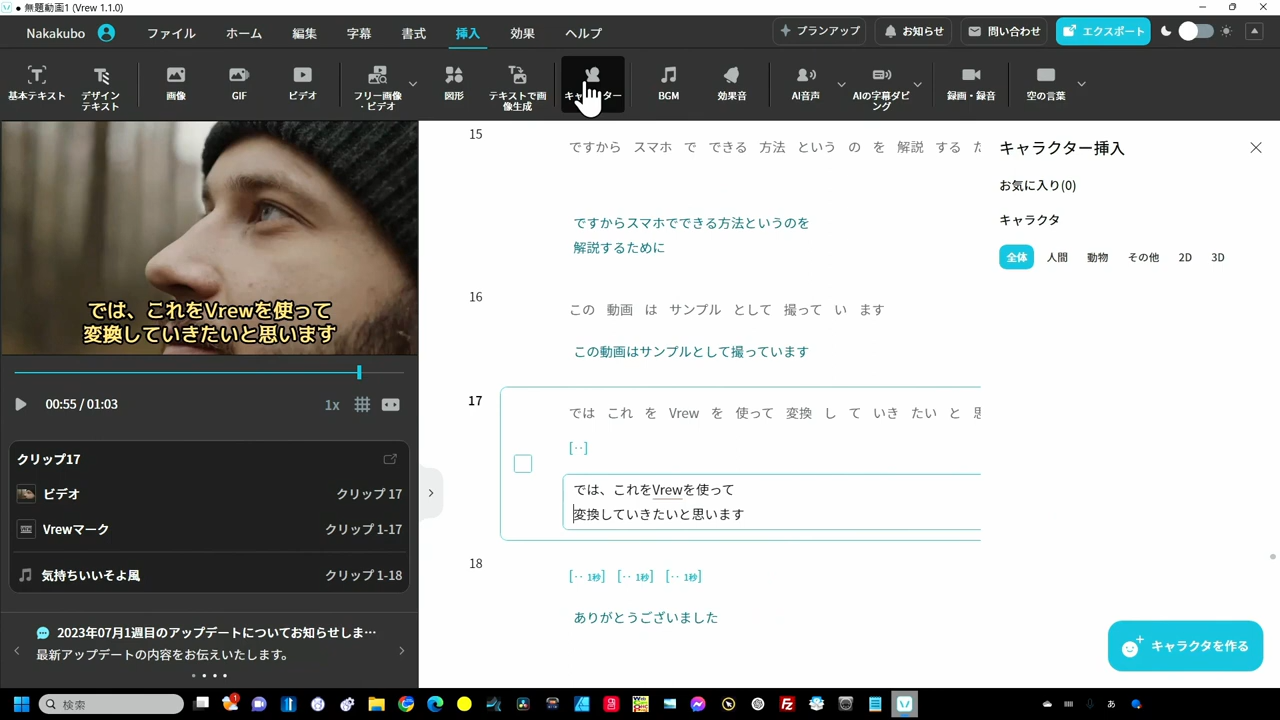 ● 無題動画1 (Vrew 1.1.0)
Nakakubo
ファイル
ホーム
編集
字幕
書式
挿入
効果
ヘルプ
プランアップ
お知らせ
問い合わせ
エクスポート
基本テキスト
デザイン
テキスト
画像
GIF
ビデオ
フリー画像
・ビデオ
図形
テキストで画
像生成
キャラクター
BGM
効果音
AI音声
AIの字幕ダビ
ング
録画・録音
空の言葉
では、これをVrewを使って
変換していきたいと思います
00:55 / 01:03
1x
クリップ17
ビデオ
クリップ 17
Vrewマーク
クリップ 1-17
気持ちいいそよ風
クリップ 1-18
2023年07月1週目のアップデートについてお知らせしま…
最新アップデートの内容をお伝えいたします。
15
ですから スマホ で できる 方法 という の を 解説 する た
ですからスマホでできる方法というのを
解説するために
16
この 動画 は サンプル として 撮って い ます
この動画はサンプルとして撮っています
17
では これ を Vrew を 使って 変換 し て いき たい と 思
[··]
では、これをVrewを使って
変換していきたいと思います
18
[·· 1秒] [·· 1秒] [·· 1秒]
ありがとうございました
キャラクター挿入
お気に入り(0)
キャラクタ
全体
人間
動物
その他
2D
3D
キャラクタを作る
検索
あ